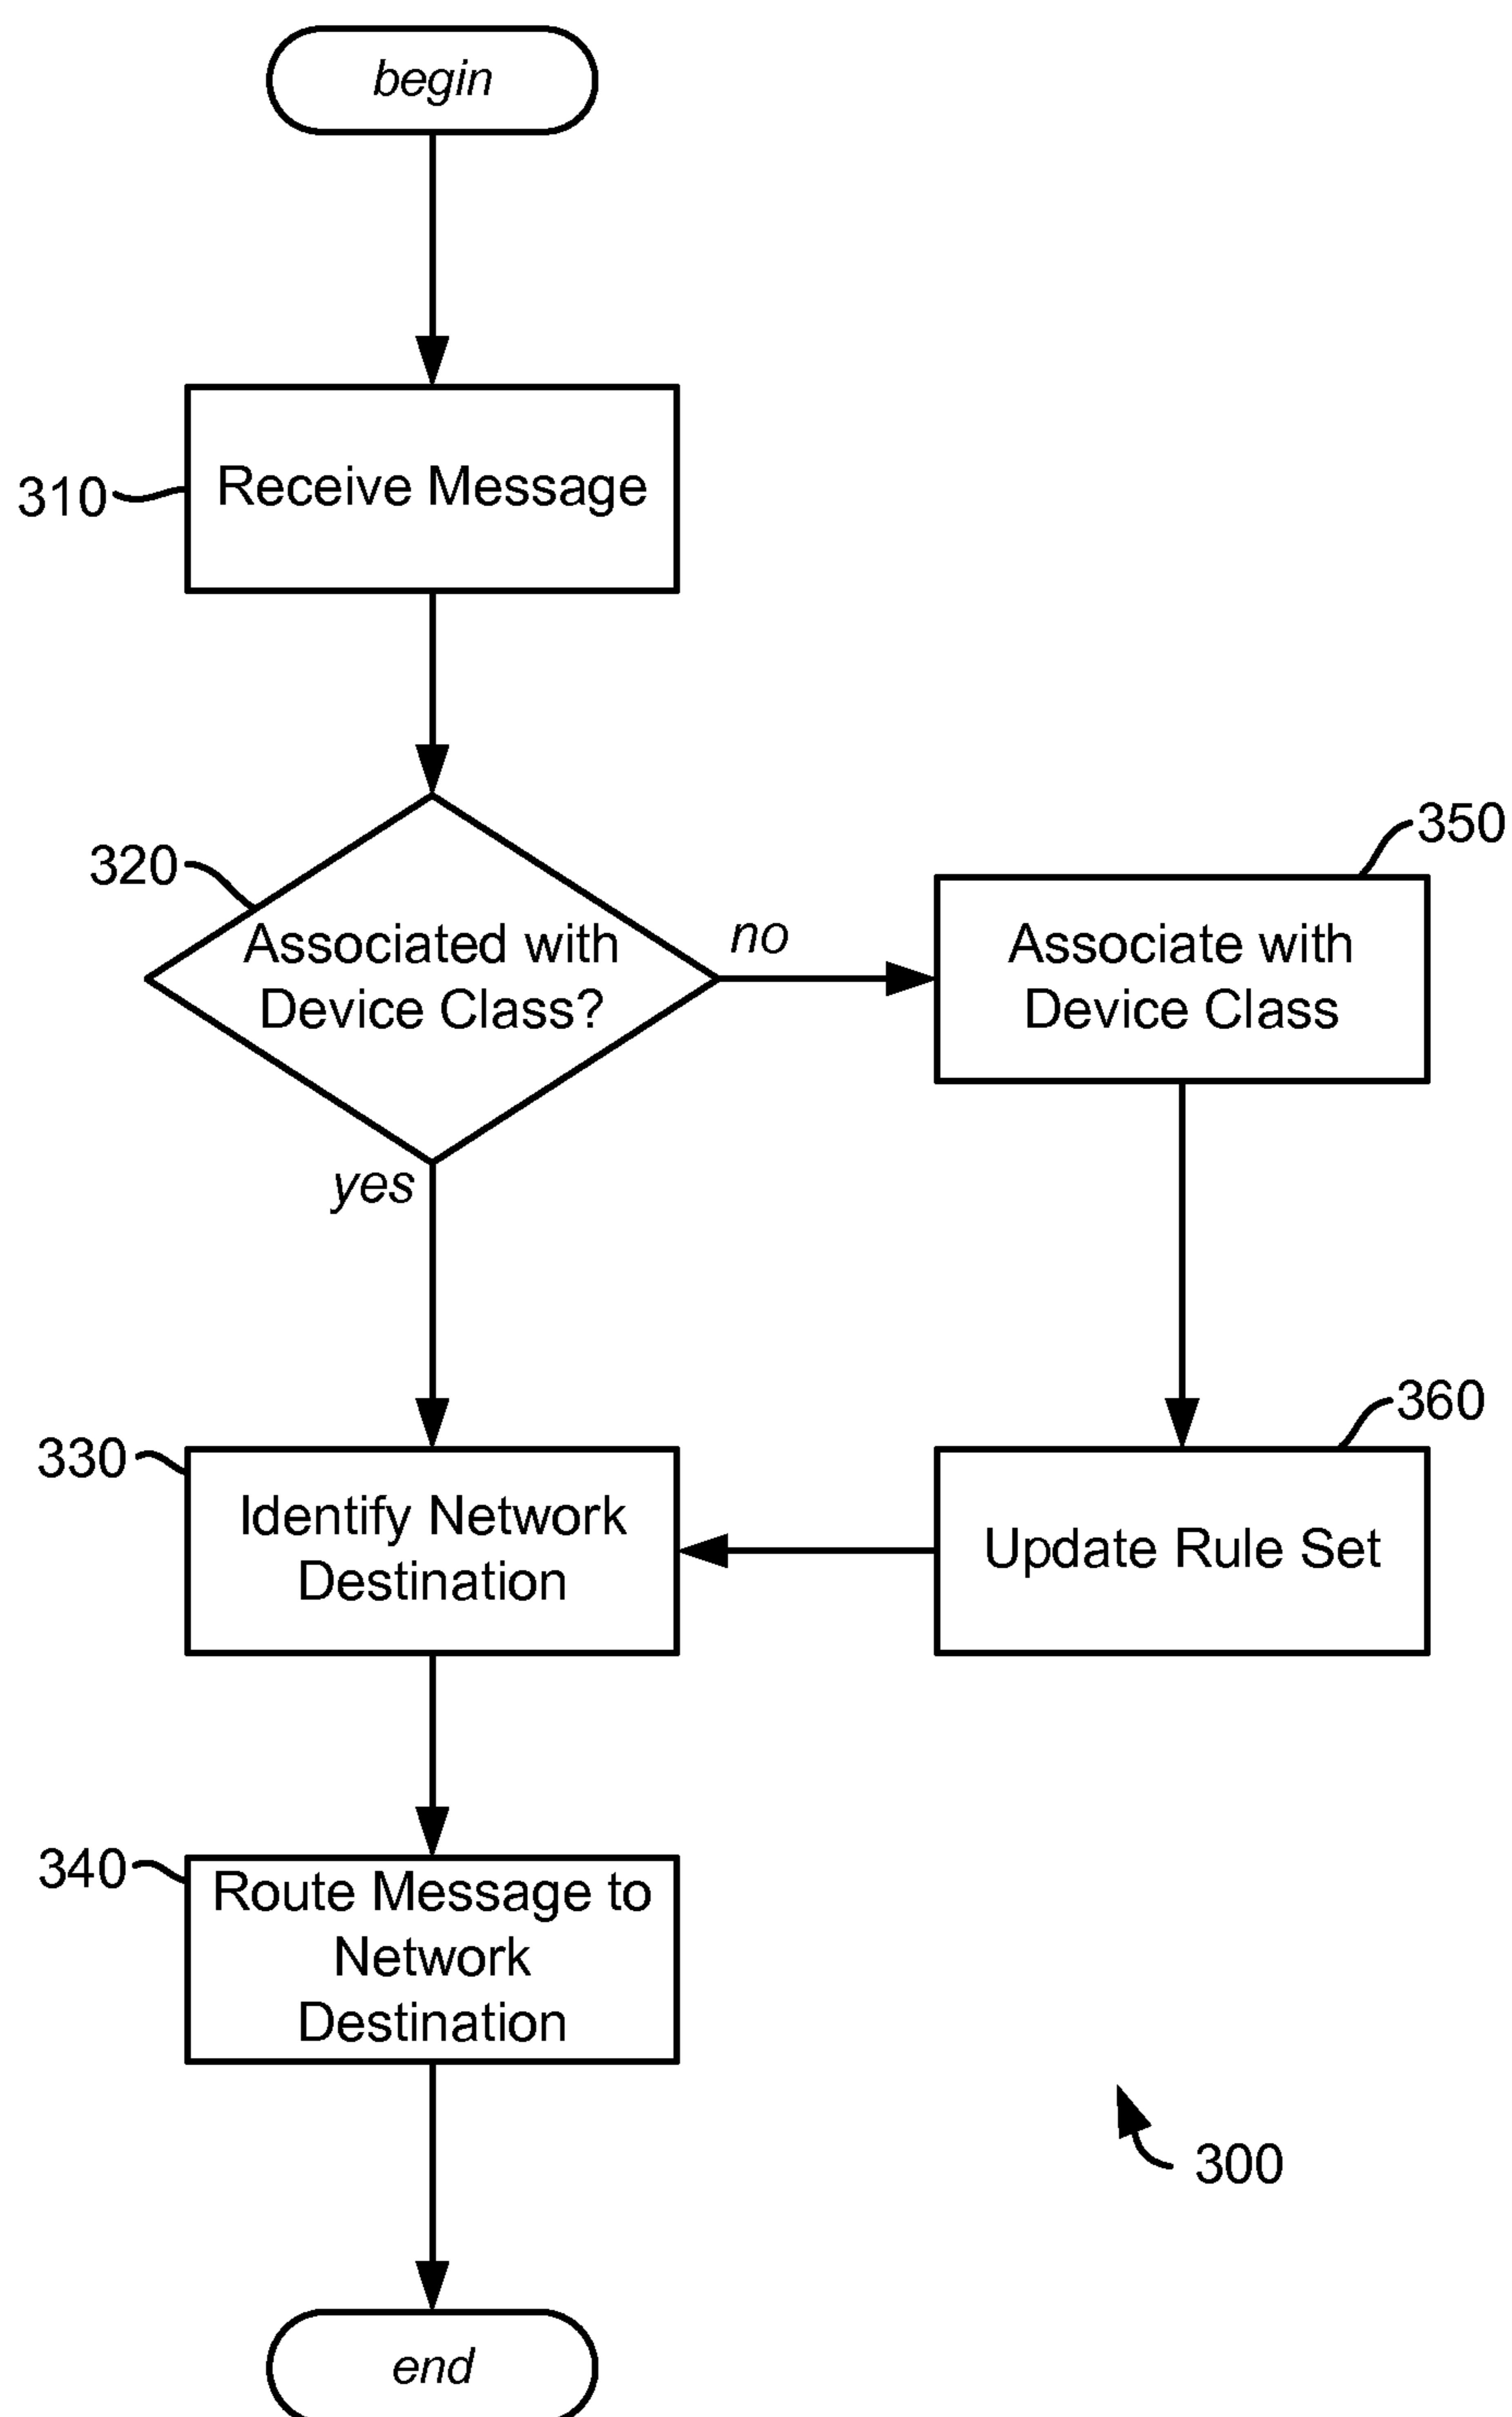 begin
310
Receive Message
320
Associated with
Device Class?
no
350
Associate with
Device Class
yes
330
Identify Network
Destination
360
Update Rule Set
340
Route Message to
Network
Destination
300
end